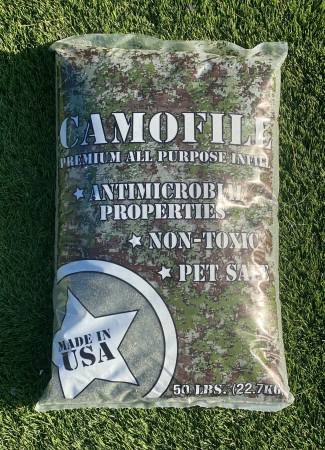 CAMOFILL
PREMIUM ALL PURPOSE INFILL
ANTIMICROBIAL
PROPERTIES
NON-TOXIC
PET SAFE
MADE IN
USA
50 LBS. (22.7KG)